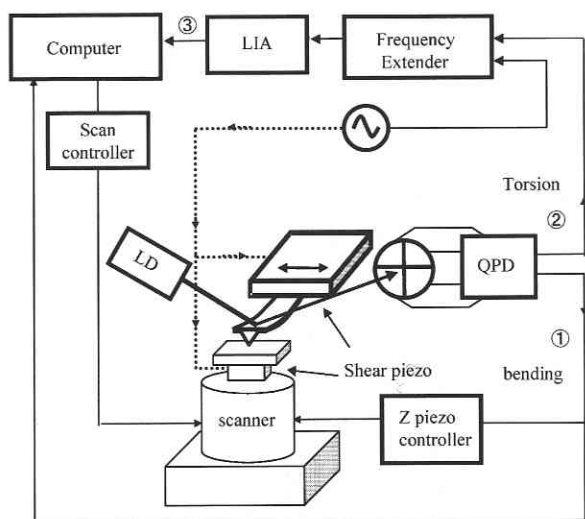 ③
Computer
LIA
Frequency
Extender
Scan
controller
Torsion
②
LD
QPD
①
Shear piezo
bending
scanner
Z piezo
controller